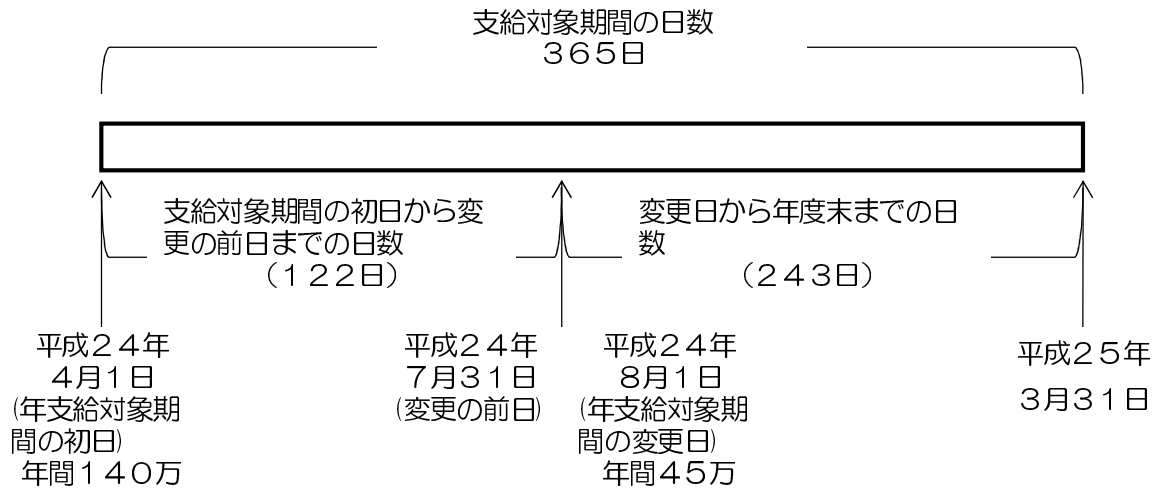 支給対象期間の日数
３６５日
支給対象期間の初日から変
更の前日までの日数
（１２２日）
変更日から年度末までの日
数
（２４３日）
平成２４年
４月１日
(年支給対象期
間の初日)
年間１４０万
平成２４年
７月３１日
(変更の前日)
平成２４年
８月１日
(年支給対象期
間の変更日)
年間４５万
平成２５年
３月３１日